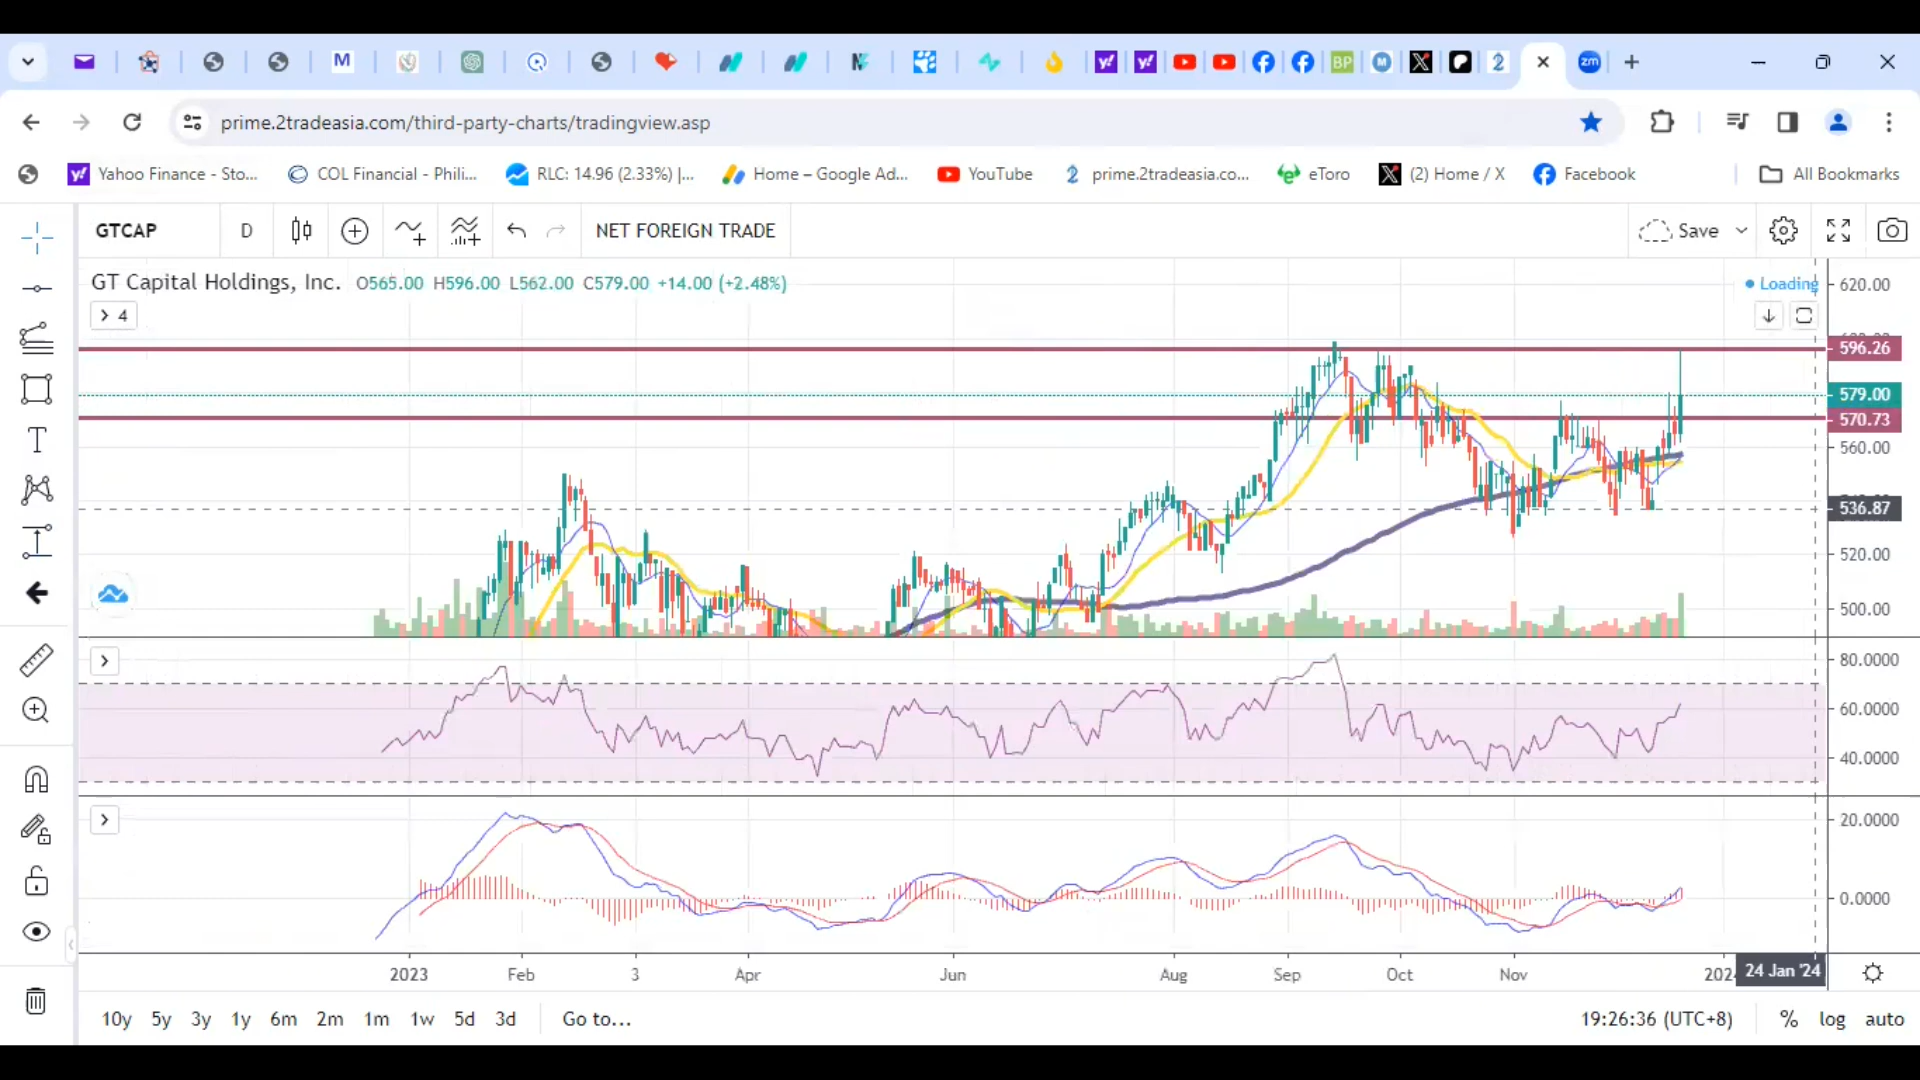 prime.2tradeasia.com/third-party-charts/tradingview.asp
Yahoo Finance - Sto... COL Financial - Phili... RLC: 14.96 (2.33%) |... Home – Google Ad... YouTube prime.2tradeasia.co... eToro (2) Home / X Facebook All Bookmarks
GTCAP D NET FOREIGN TRADE Save
GT Capital Holdings, Inc. O565.00 H596.00 L562.00 C579.00 +14.00 (+2.48%)
Loading
4
620.00
596.26
579.00
570.73
560.00
536.87
520.00
500.00
80.0000
60.0000
40.0000
20.0000
0.0000
2023 Feb 3 Apr Jun Aug Sep Oct Nov 24 Jan '24
10y 5y 3y 1y 6m 2m 1m 1w 5d 3d Go to... 19:26:36 (UTC+8) % log auto